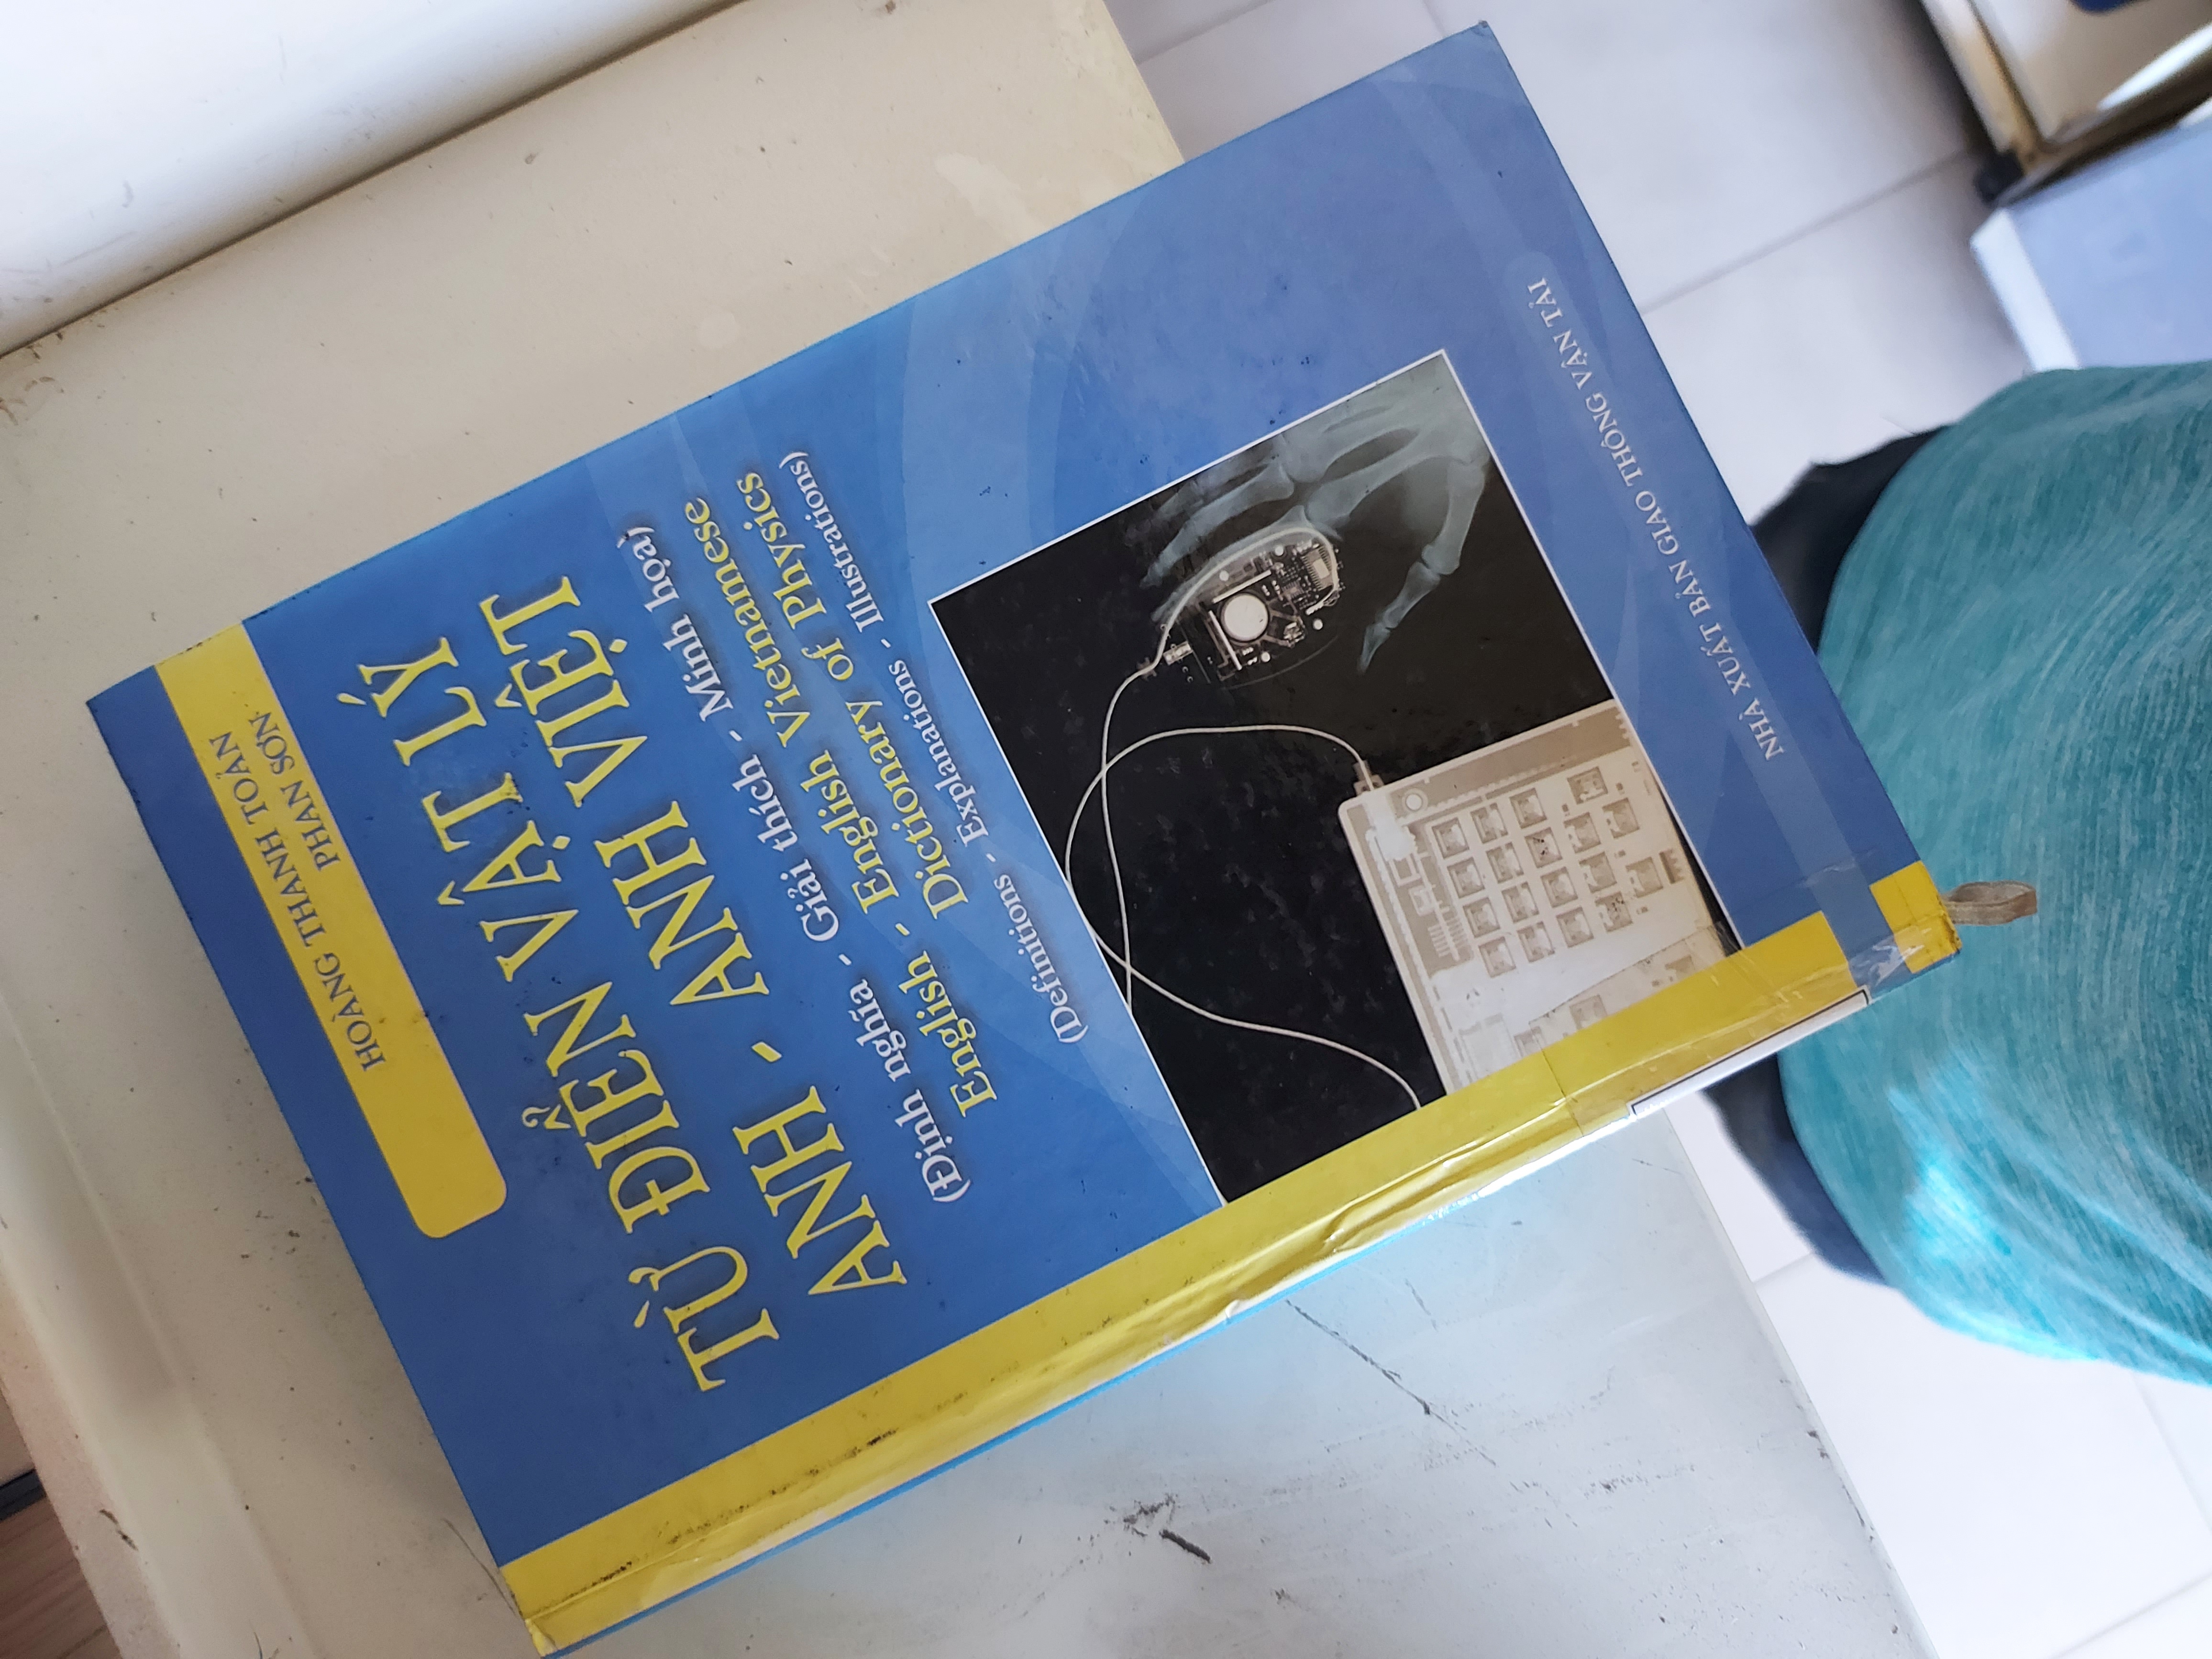 HOÀNG THANH TOẢN
PHAN SƠN
TỪ ĐIỂN VẬT LÝ
ANH - ANH VIỆT
(Định nghĩa - Giải thích - Minh họa)
English - English Vietnamese
Dictionary of Physics
(Definitions - Explanations - Illustrations)
NHÀ XUẤT BẢN GIAO THÔNG VẬN TẢI